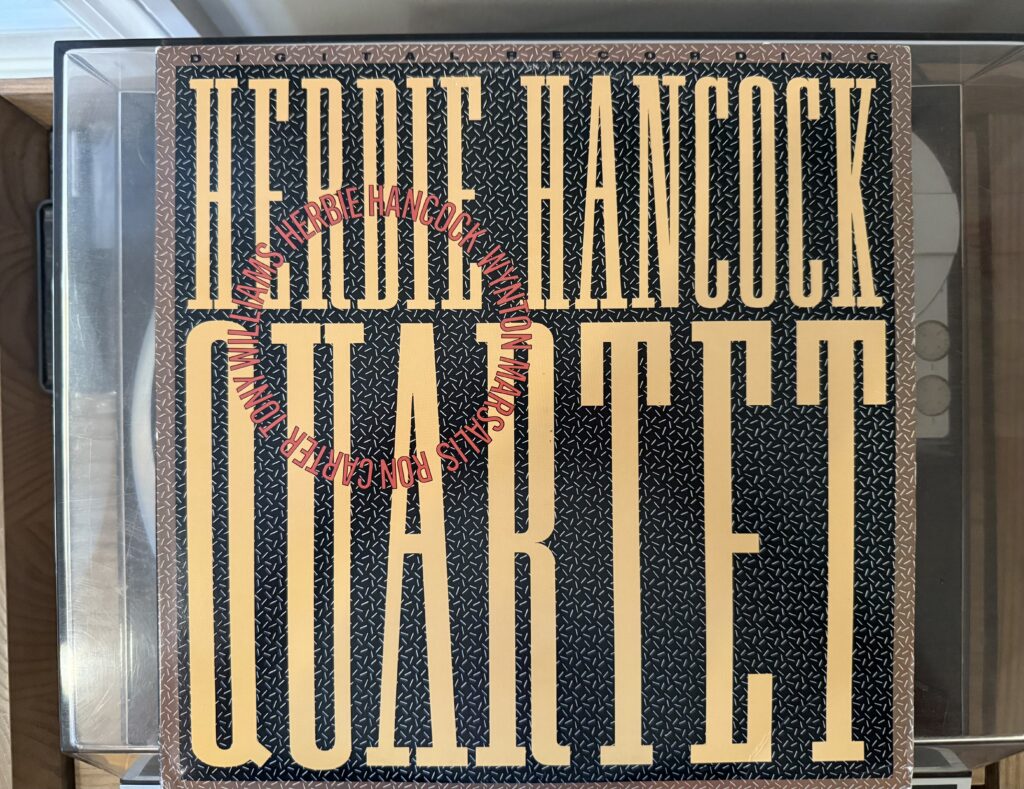 DIGITAL RECORDING
HERBIE HANCOCK
QUARTET
HERBIE HANCOCK WYNTON MARSALIS RON CARTER TONY WILLIAMS